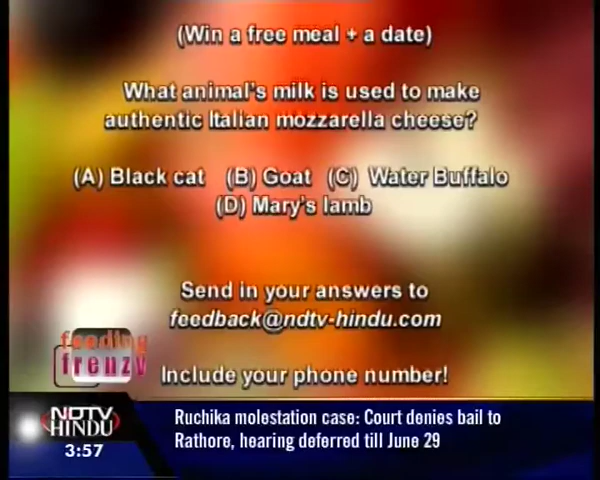 (Win a free meal + a date)
What animal's milk is used to make
authentic Italian mozzarella cheese?
(A) Black cat (B) Goat (C) Water Buffalo
(D) Mary's lamb
Send in your answers to
feedback@ndtv-hindu.com
Include your phone number!
feeding
frenzy
NDTV
HINDU
3:57
Ruchika molestation case: Court denies bail to
Rathore, hearing deferred till June 29